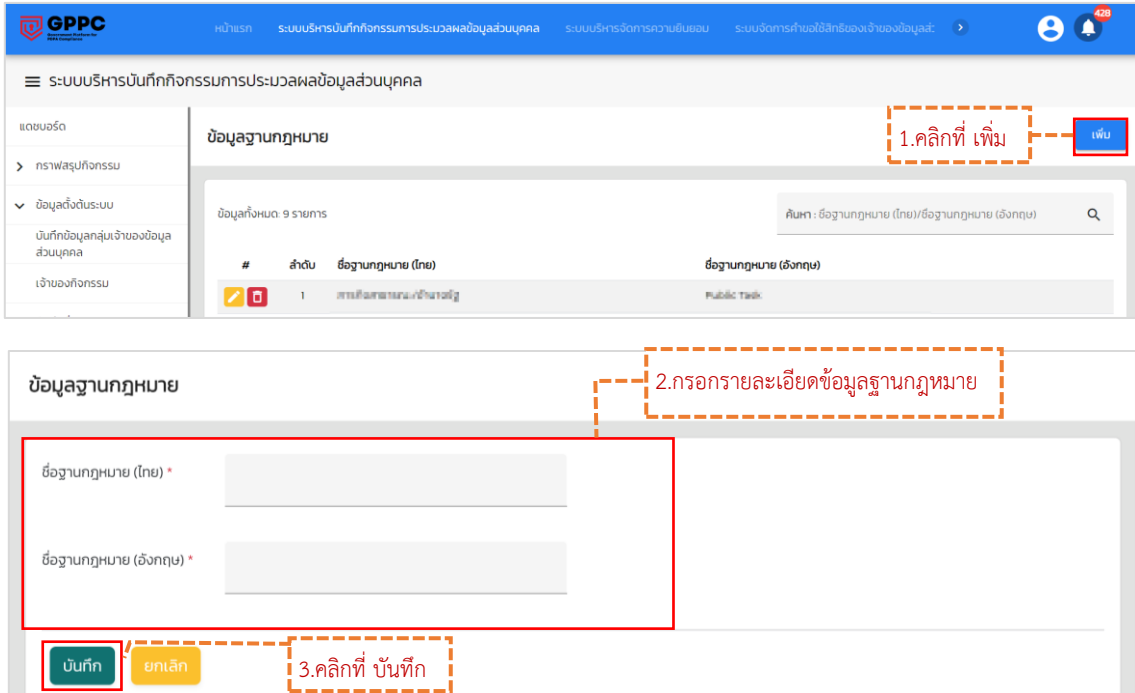 GPPC
Government Platform for
PDPA Compliance
หน้าแรก ระบบบริหารบันทึกกิจกรรมการประมวลผลข้อมูลส่วนบุคคล ระบบบริหารจัดการความยินยอม ระบบจัดการคำขอใช้สิทธิของเจ้าของข้อมูลส่: 428
ระบบบริหารบันทึกกิจกรรมการประมวลผลข้อมูลส่วนบุคคล
แดชบอร์ด
กราฟสรุปกิจกรรม
ข้อมูลตั้งต้นระบบ
บันทึกข้อมูลกลุ่มเจ้าของข้อมูล
ส่วนบุคคล
เจ้าของกิจกรรม
ข้อมูลฐานกฎหมาย
1.คลิกที่ เพิ่ม
เพิ่ม
ข้อมูลทั้งหมด: 9 รายการ
ค้นหา : ชื่อฐานกฎหมาย (ไทย)/ชื่อฐานกฎหมาย (อังกฤษ)
# ลำดับ ชื่อฐานกฎหมาย (ไทย) ชื่อฐานกฎหมาย (อังกฤษ)
1 Public Task
ข้อมูลฐานกฎหมาย
2.กรอกรายละเอียดข้อมูลฐานกฎหมาย
ชื่อฐานกฎหมาย (ไทย) *
ชื่อฐานกฎหมาย (อังกฤษ) *
บันทึก ยกเลิก
3.คลิกที่ บันทึก